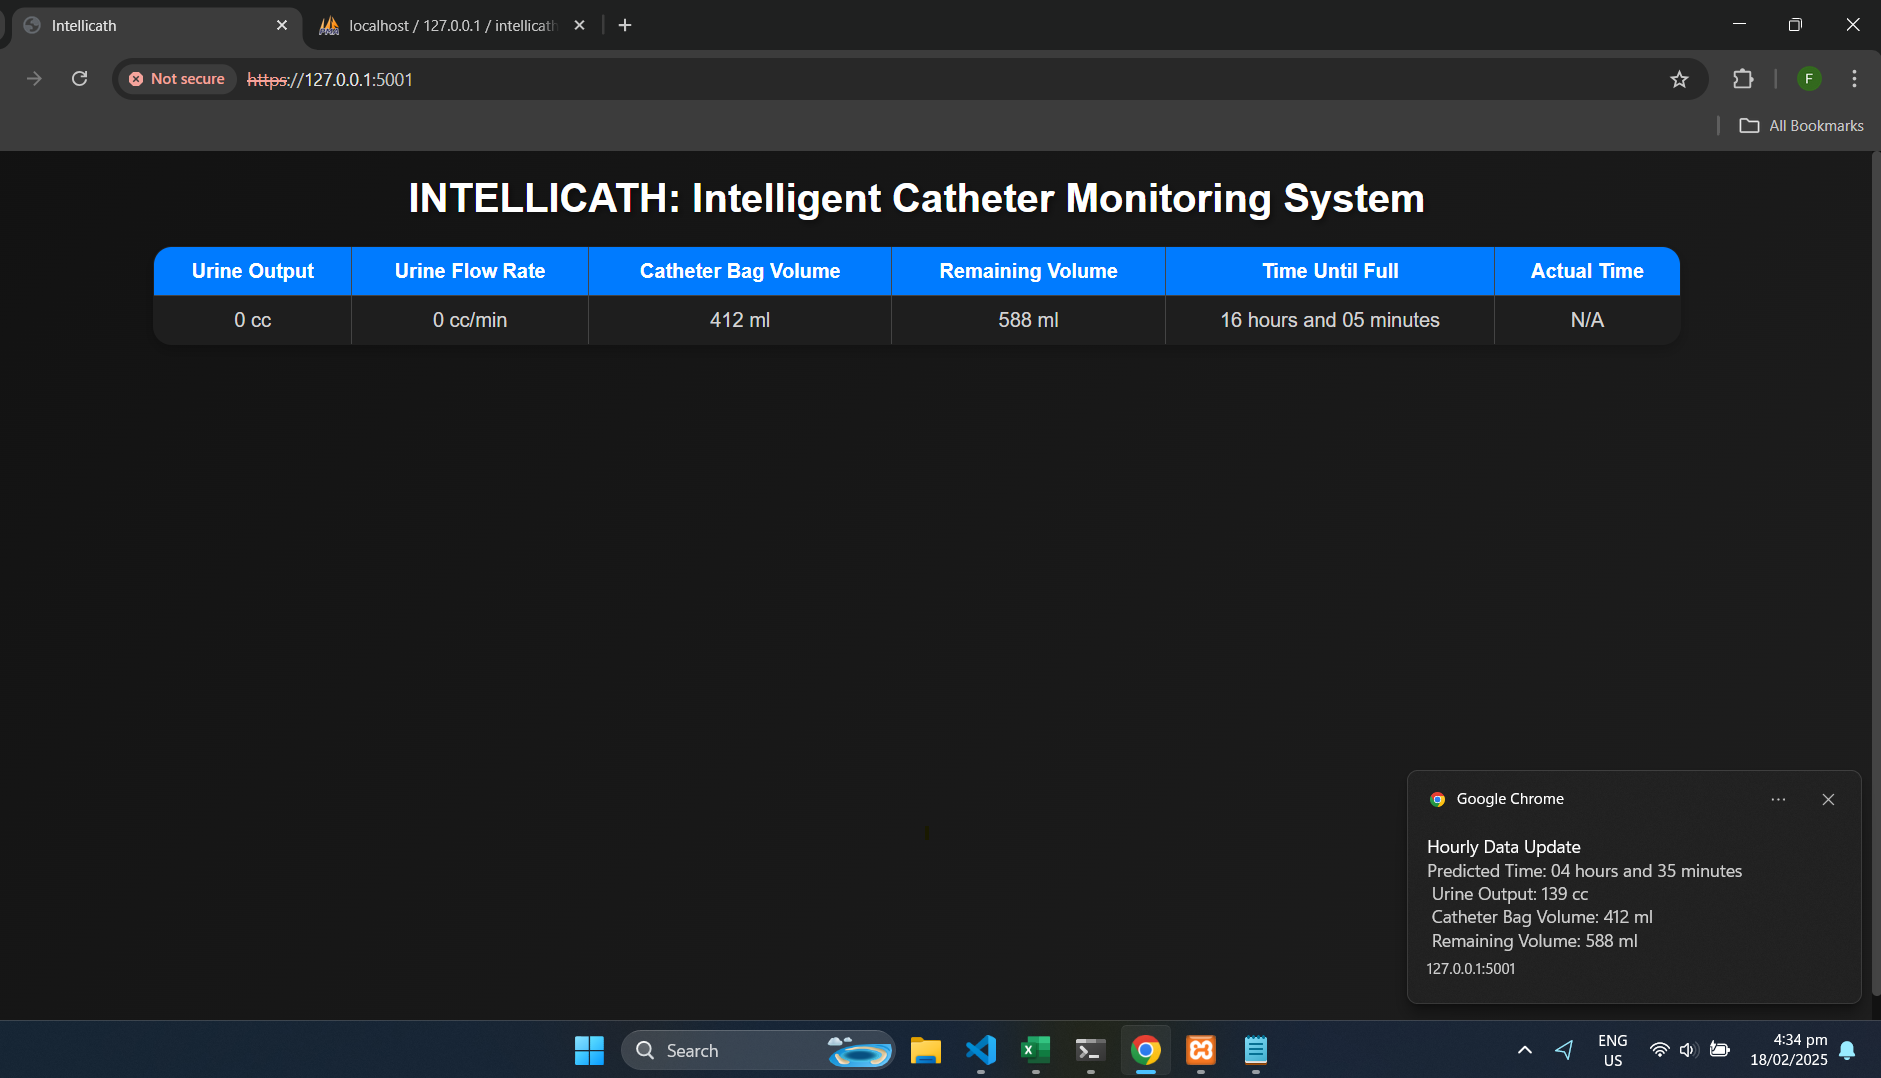 Intellicath
localhost / 127.0.0.1 / intellicath
Not secure https://127.0.0.1:5001
F
All Bookmarks
INTELLICATH: Intelligent Catheter Monitoring System
Urine Output Urine Flow Rate Catheter Bag Volume Remaining Volume Time Until Full Actual Time
0 cc 0 cc/min 412 ml 588 ml 16 hours and 05 minutes N/A
Google Chrome
Hourly Data Update
Predicted Time: 04 hours and 35 minutes
Urine Output: 139 cc
Catheter Bag Volume: 412 ml
Remaining Volume: 588 ml
127.0.0.1:5001
Search
ENG
US
4:34 pm
18/02/2025